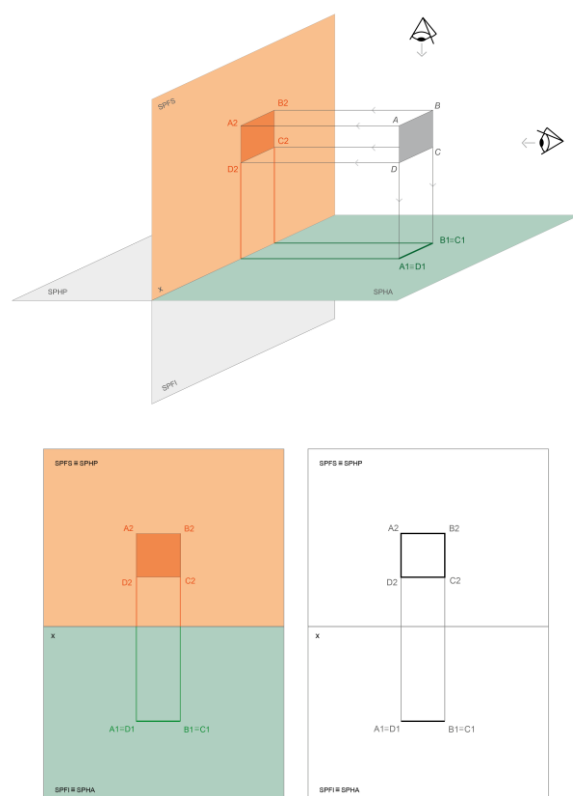 SPFS
B2
A2
A
B
C2
C
D2
D
B1=C1
A1=D1
X
SPHP
SPHA
SPFI
SPFS ≡ SPHP
A2 B2
D2 C2
X
A1=D1 B1=C1
SPFI ≡ SPHA
SPFS ≡ SPHP
A2 B2
D2 C2
X
A1=D1 B1=C1
SPFI ≡ SPHA